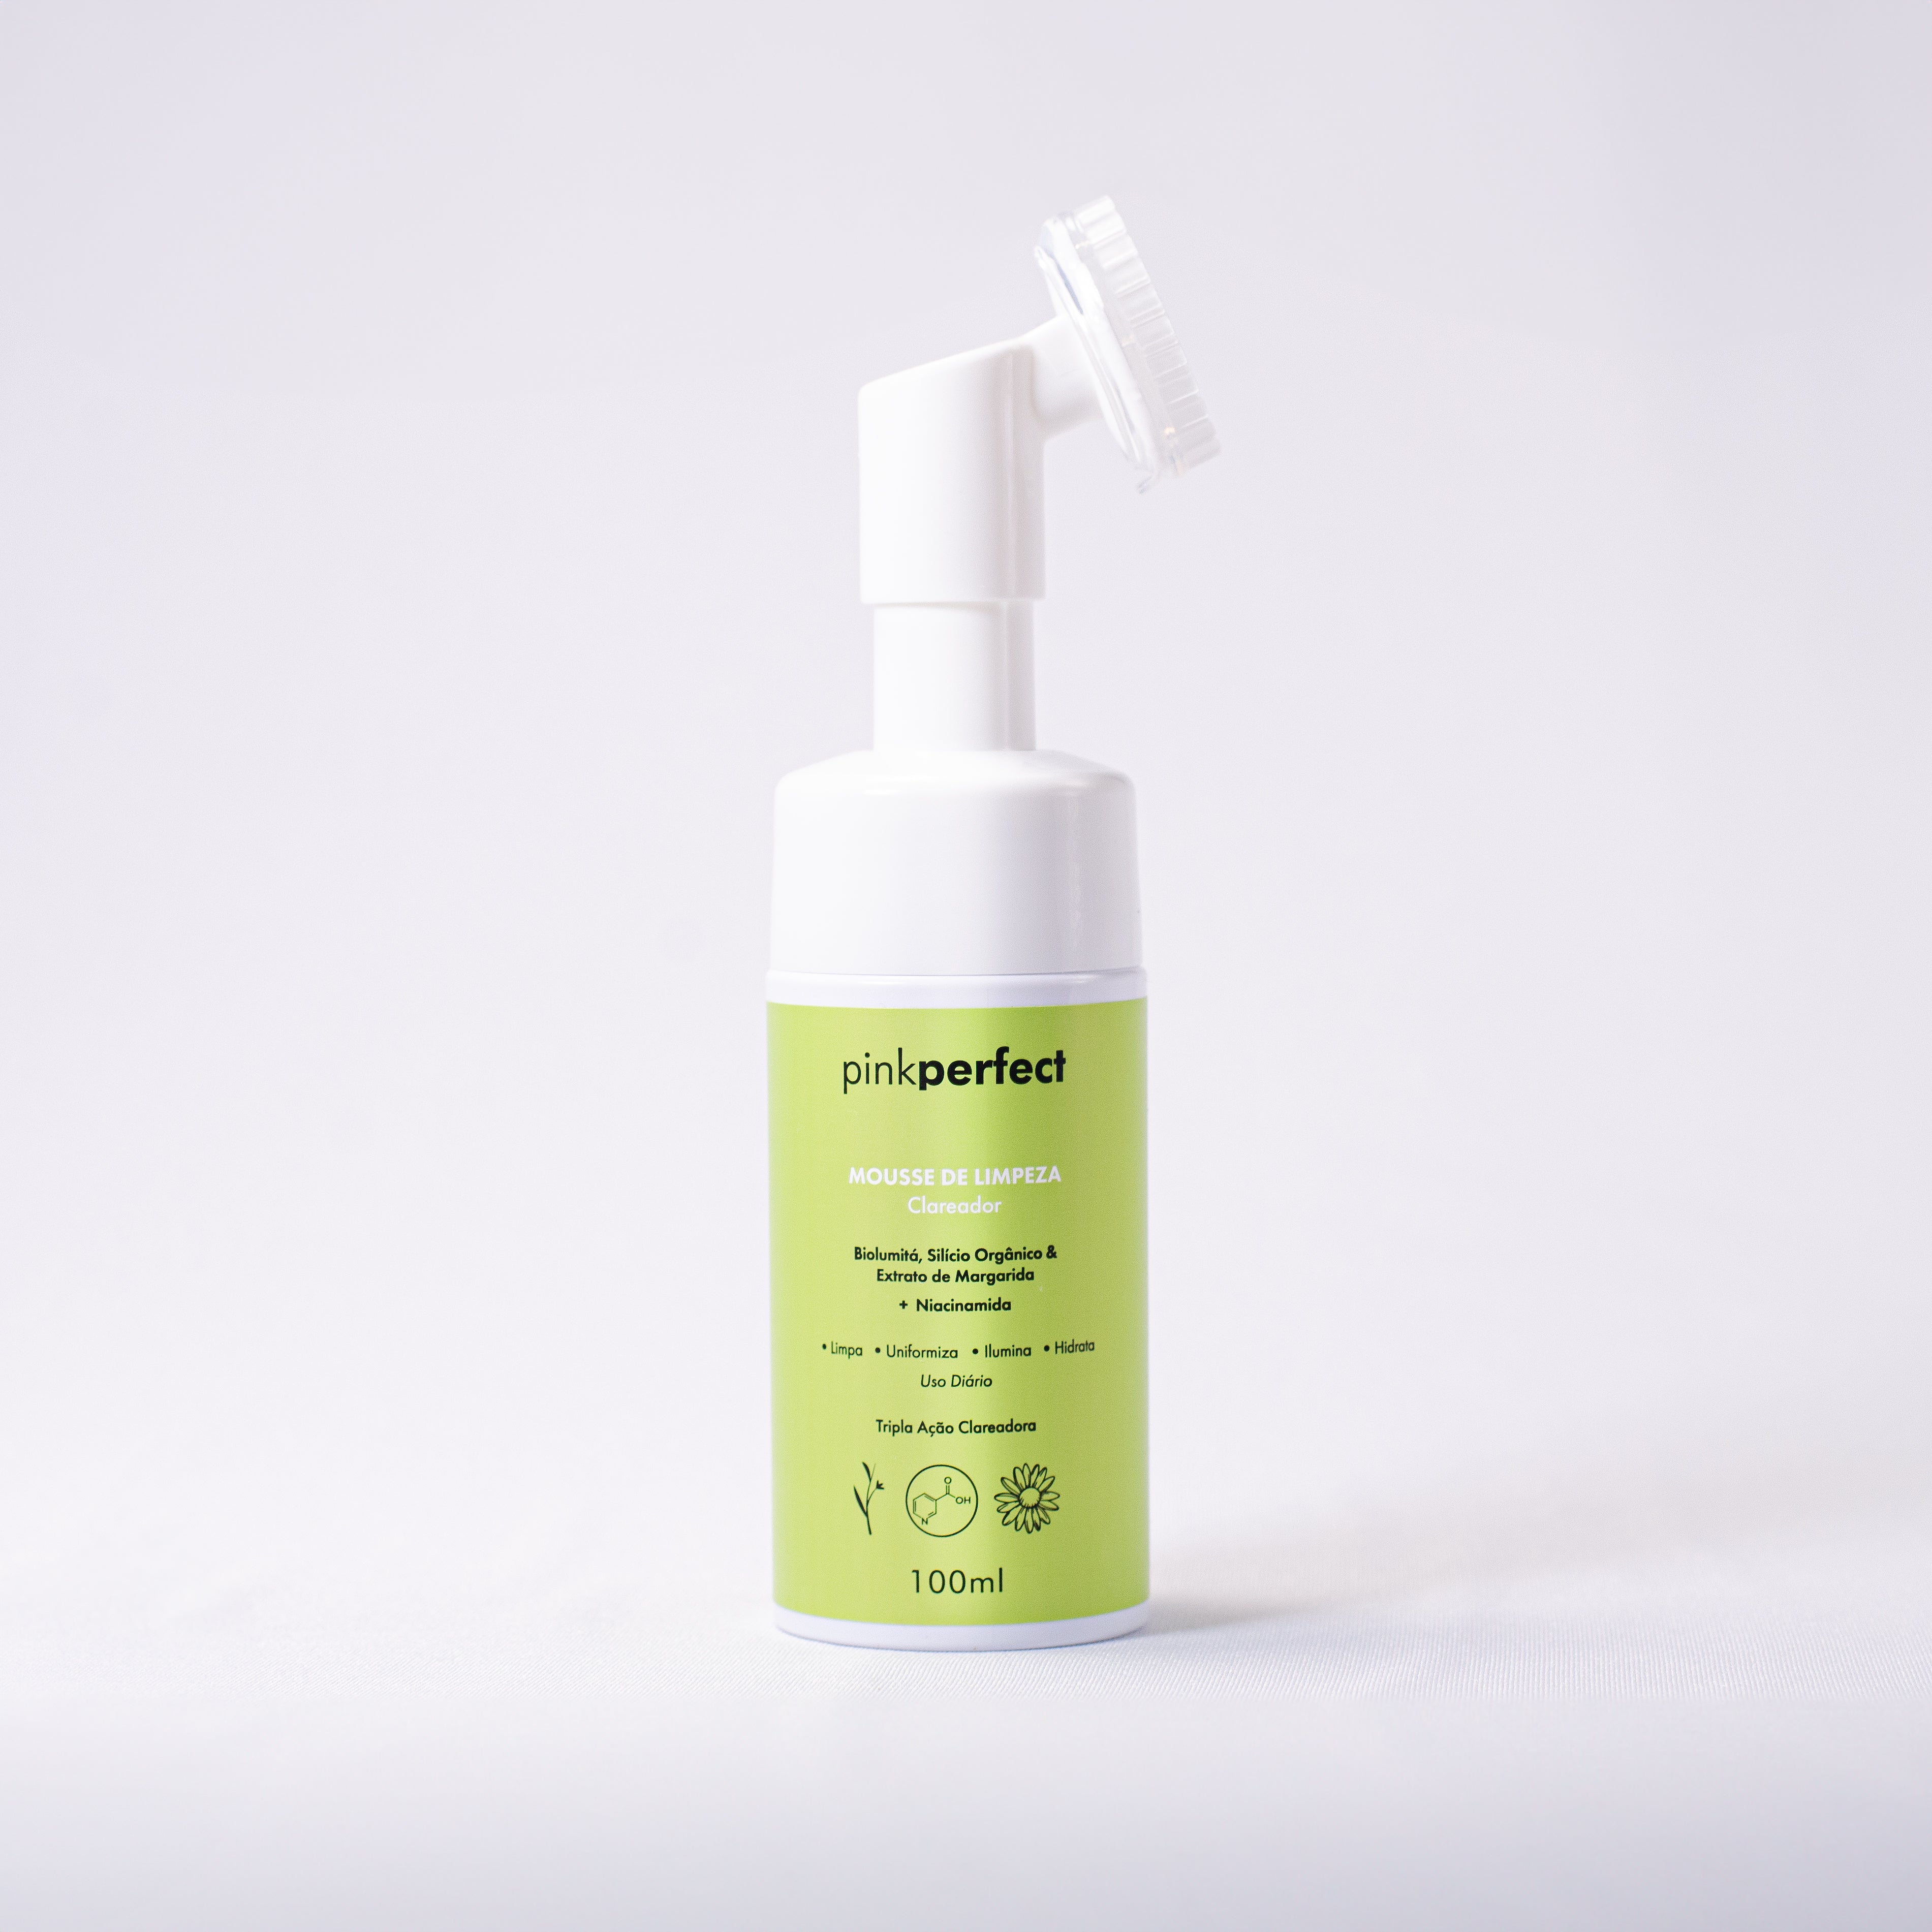 pinkperfect
MOUSSE DE LIMPEZA
Clareador
Biolumitá, Silício Orgânico &
Extrato de Margarida
+ Niacinamida
• Limpa • Uniformiza • Ilumina • Hidrata
Uso Diário
Tripla Ação Clareadora
O
OH
N
100ml